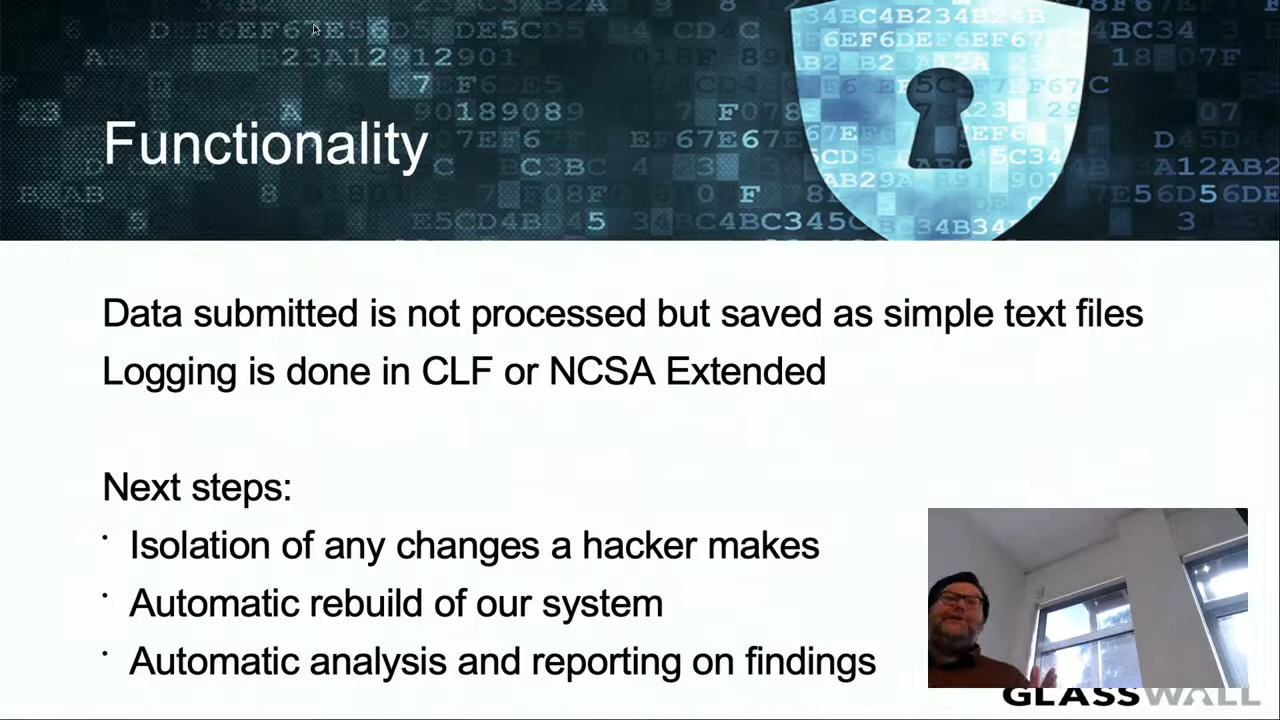 Functionality
Data submitted is not processed but saved as simple text files
Logging is done in CLF or NCSA Extended
Next steps:
· Isolation of any changes a hacker makes
· Automatic rebuild of our system
· Automatic analysis and reporting on findings
GLASSWALL